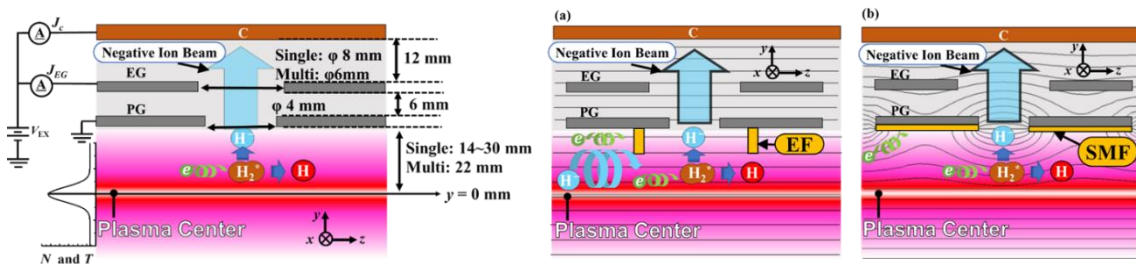 J_c
A
C
Negative Ion Beam
Single: φ 8 mm
Multi: φ6mm
12 mm
J_EG
A
EG
6 mm
φ 4 mm
PG
V_EX
H⁻
Single: 14~30 mm
Multi: 22 mm
e
H₂*
H
y = 0 mm
Plasma Center
y
x
z
N and T
(a)
C
Negative Ion Beam
y
x
z
EG
PG
e
H⁻
EF
H⁻
e
H₂*
H
Plasma Center
(b)
C
Negative Ion Beam
y
x
z
EG
PG
e
H⁻
SMF
e
H₂*
H
Plasma Center